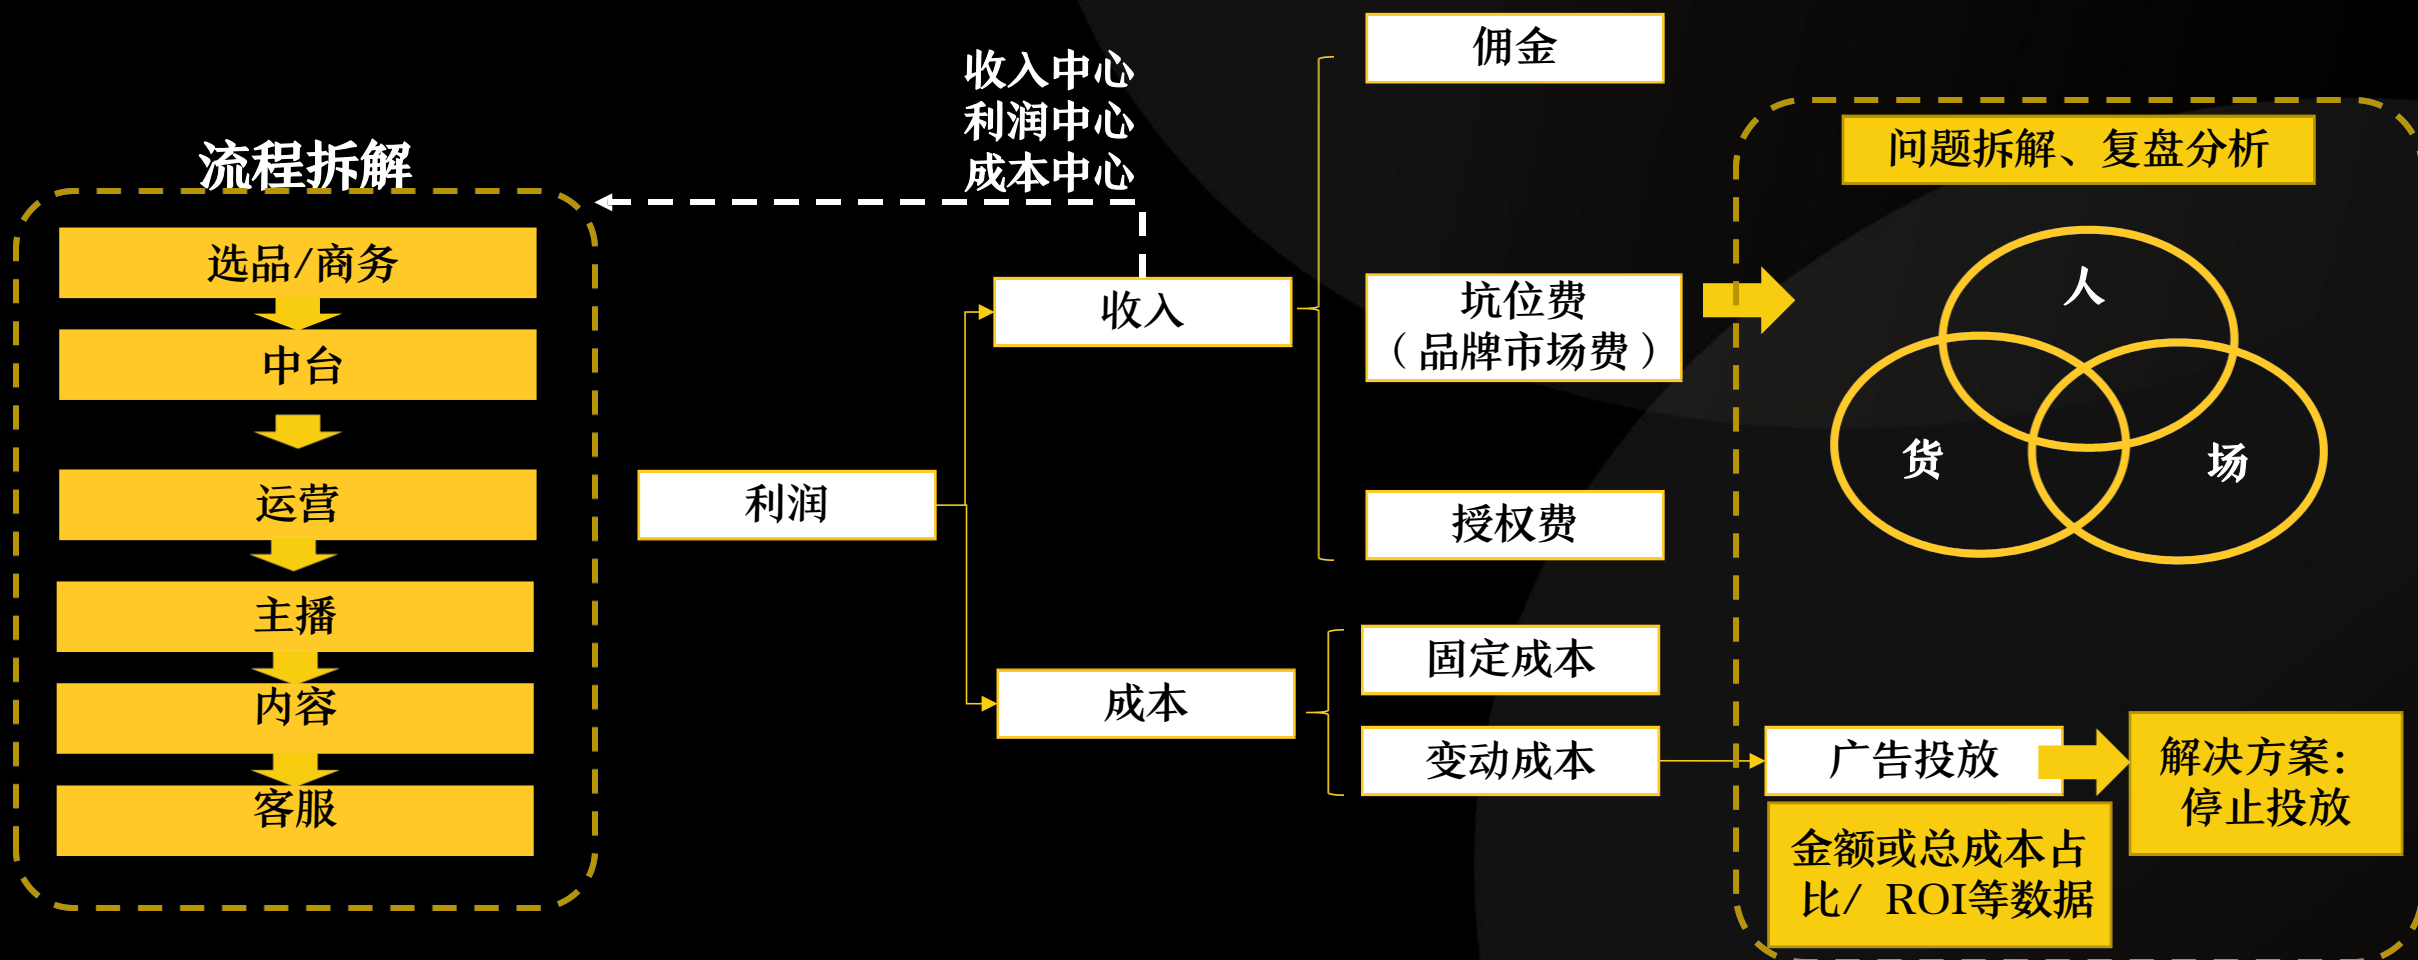 流程拆解
选品/商务
中台
运营
主播
内容
客服
收入中心
利润中心
成本中心
利润
收入
成本
佣金
坑位费
（品牌市场费）
授权费
固定成本
变动成本
问题拆解、复盘分析
人
货
场
广告投放
金额或总成本占
比/ ROI等数据
解决方案：
停止投放